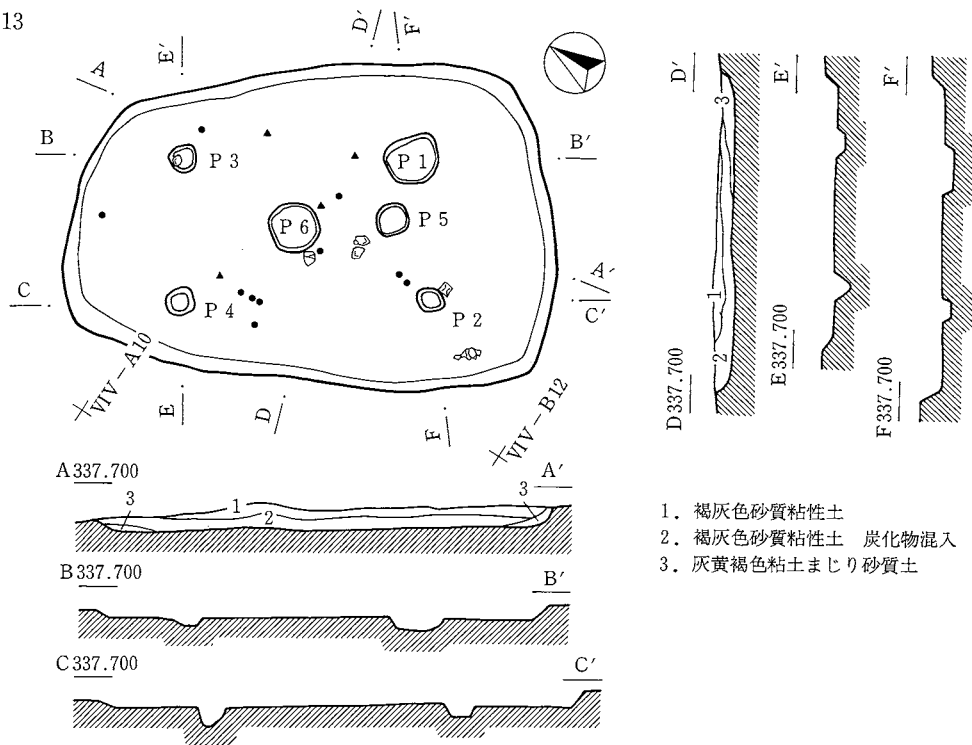 13
D′
F′
E′
A
B
P 3
P 1
B′
P 6
P 5
A′
C
P 4
P 2
C′
VIV－A10
E
D
F
VIV－B12
D′
E′
F′
3
1
2
D 337.700
E 337.700
F 337.700
A 337.700
A′
3
1
2
3
B 337.700
B′
C 337.700
C′
1．褐灰色砂質粘性土
2．褐灰色砂質粘性土　炭化物混入
3．灰黄褐色粘土まじり砂質土